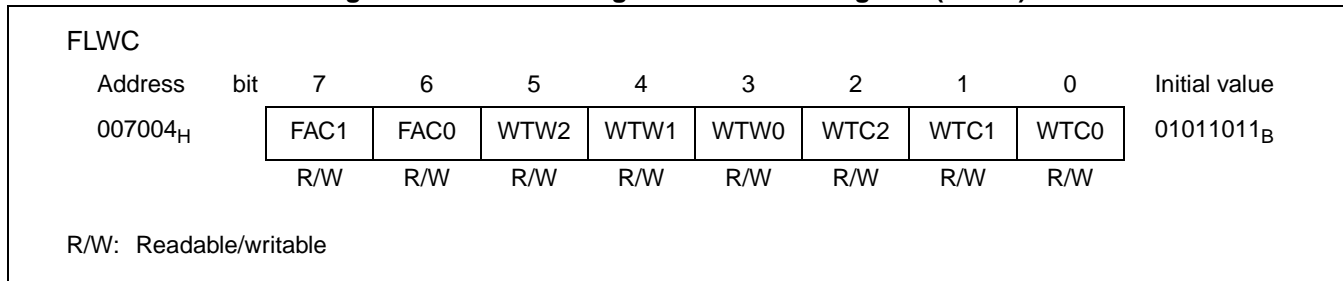 FLWC
Address bit 7 6 5 4 3 2 1 0 Initial value
007004H FAC1 FAC0 WTW2 WTW1 WTW0 WTC2 WTC1 WTC0 01011011B
R/W R/W R/W R/W R/W R/W R/W R/W
R/W: Readable/writable